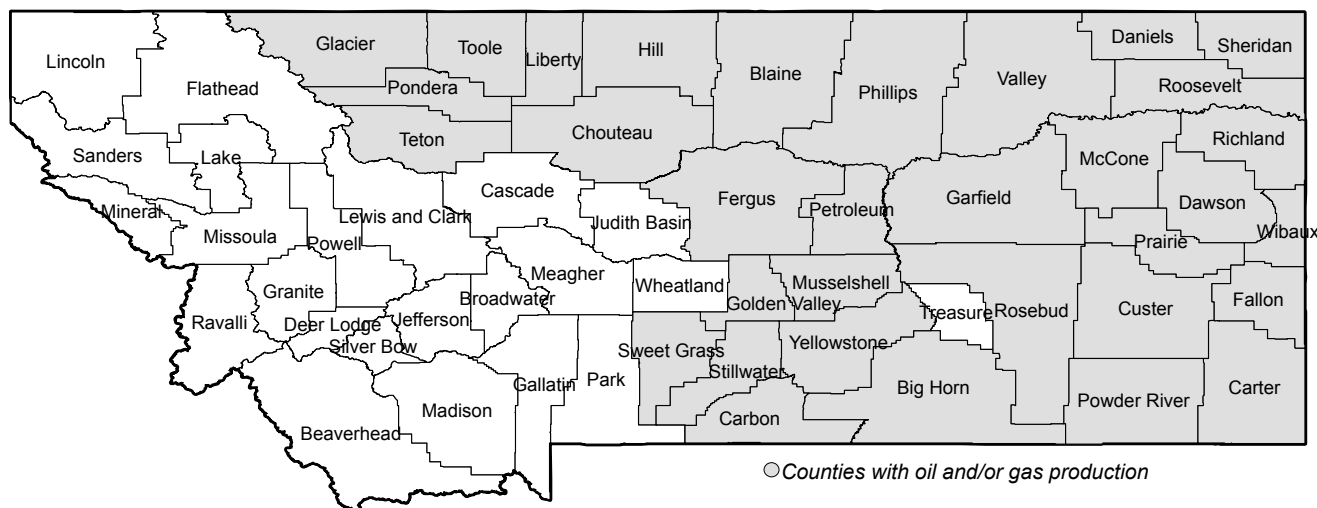 Lincoln
Flathead
Glacier
Toole
Liberty
Hill
Blaine
Phillips
Valley
Daniels
Sheridan
Roosevelt
Pondera
Teton
Chouteau
Sanders
Lake
Mineral
Missoula
Powell
Lewis and Clark
Cascade
Judith Basin
Fergus
Petroleum
Garfield
McCone
Richland
Dawson
Prairie
Wibaux
Ravalli
Granite
Deer Lodge
Silver Bow
Jefferson
Broadwater
Meagher
Wheatland
Golden
Valley
Musselshell
Treasure
Rosebud
Custer
Fallon
Beaverhead
Madison
Gallatin
Park
Sweet Grass
Stillwater
Yellowstone
Carbon
Big Horn
Powder River
Carter
Counties with oil and/or gas production